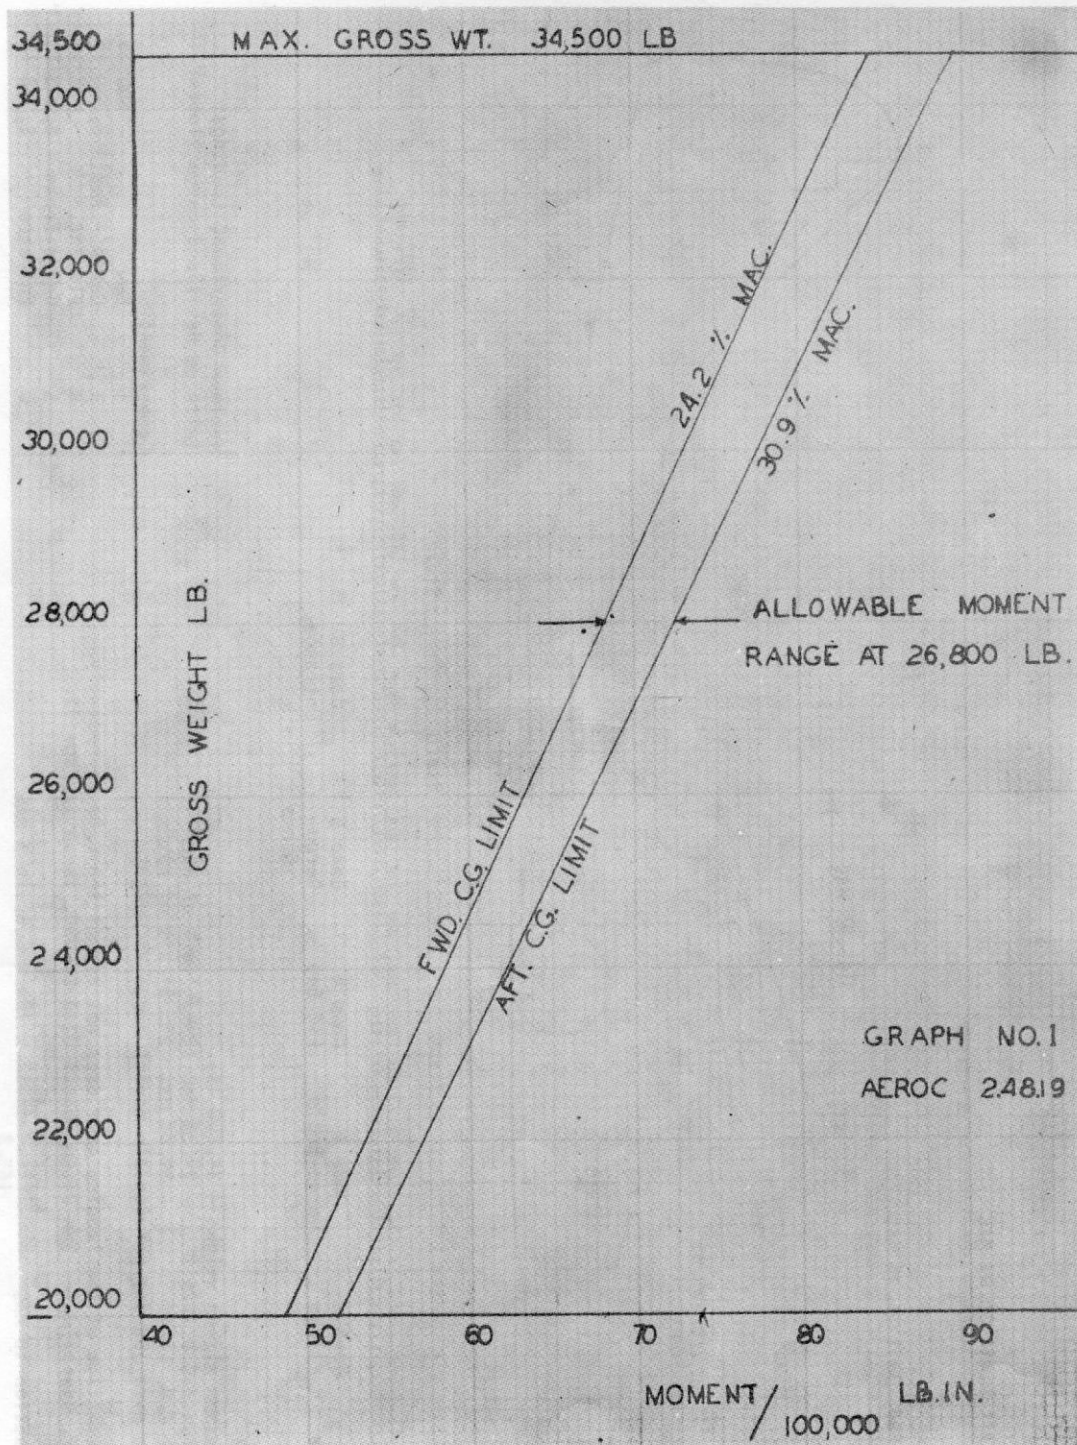 34,500
MAX. GROSS WT. 34,500 LB
34,000
32,000
30,000
28,000
26,000
24,000
22,000
20,000
GROSS WEIGHT LB.
24.2 % MAC.
30.9 % MAC.
ALLOWABLE MOMENT
RANGE AT 26,800 LB.
FWD. C.G. LIMIT
AFT. C.G. LIMIT
GRAPH NO. 1
AEROC 2.48.19
40 50 60 70 80 90
MOMENT / 100,000 LB.IN.